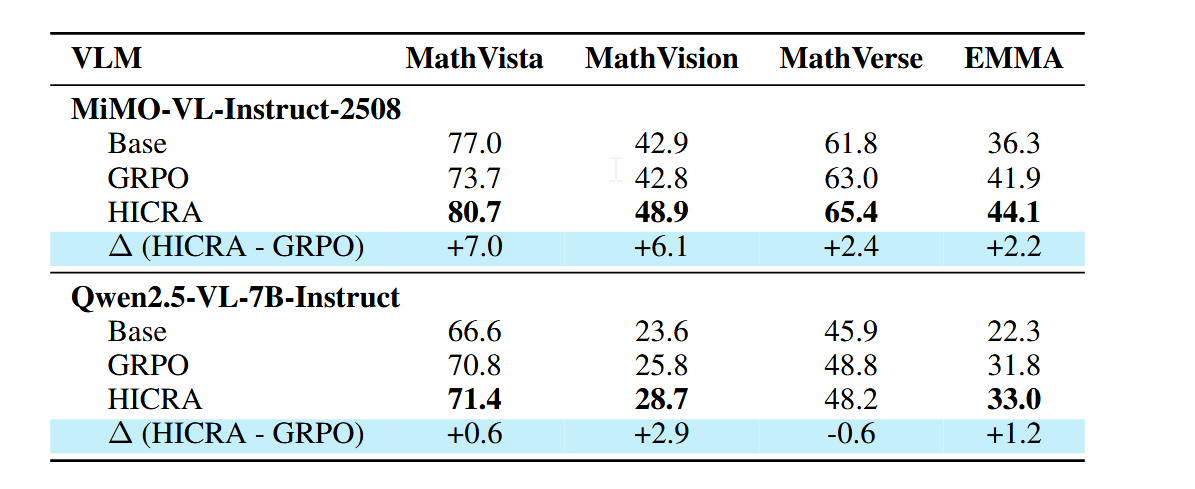 VLM MathVista MathVision MathVerse EMMA
MiMO-VL-Instruct-2508
Base 77.0 42.9 61.8 36.3
GRPO 73.7 42.8 63.0 41.9
HICRA 80.7 48.9 65.4 44.1
Δ (HICRA - GRPO) +7.0 +6.1 +2.4 +2.2
Qwen2.5-VL-7B-Instruct
Base 66.6 23.6 45.9 22.3
GRPO 70.8 25.8 48.8 31.8
HICRA 71.4 28.7 48.2 33.0
Δ (HICRA - GRPO) +0.6 +2.9 -0.6 +1.2